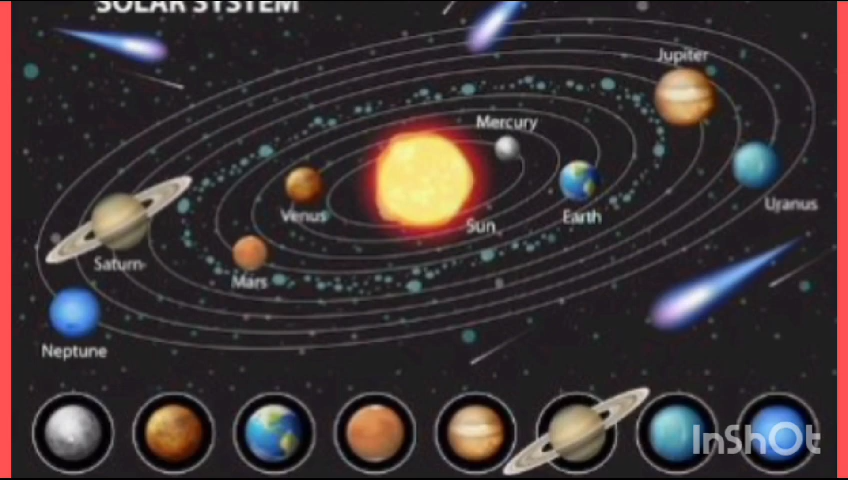 SOLAR SYSTEM
Jupiter
Mercury
Venus
Earth
Uranus
Sun
Saturn
Mars
Neptune
InShOt